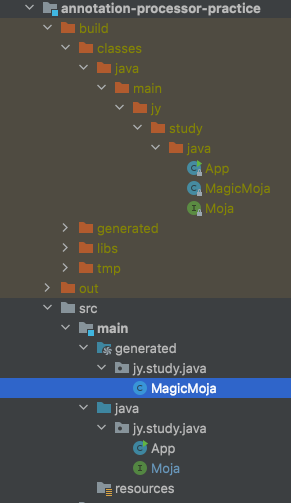 annotation-processor-practice
build
classes
java
main
jy
study
java
App
MagicMoja
Moja
generated
libs
tmp
out
src
main
generated
jy.study.java
MagicMoja
java
jy.study.java
App
Moja
resources